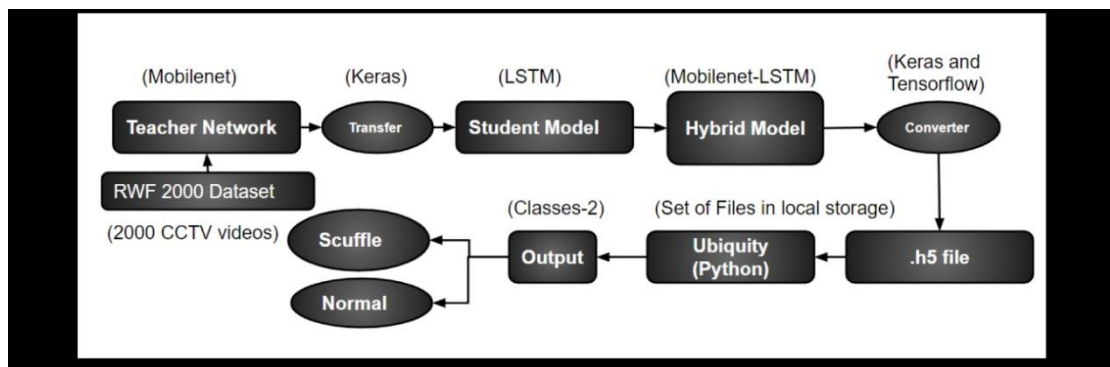 (Mobilenet)
(Keras)
(LSTM)
(Mobilenet-LSTM)
(Keras and
Tensorflow)
Teacher Network
Transfer
Student Model
Hybrid Model
Converter
RWF 2000 Dataset
(2000 CCTV videos)
Scuffle
Normal
(Classes-2)
Output
(Set of Files in local storage)
Ubiquity
(Python)
.h5 file